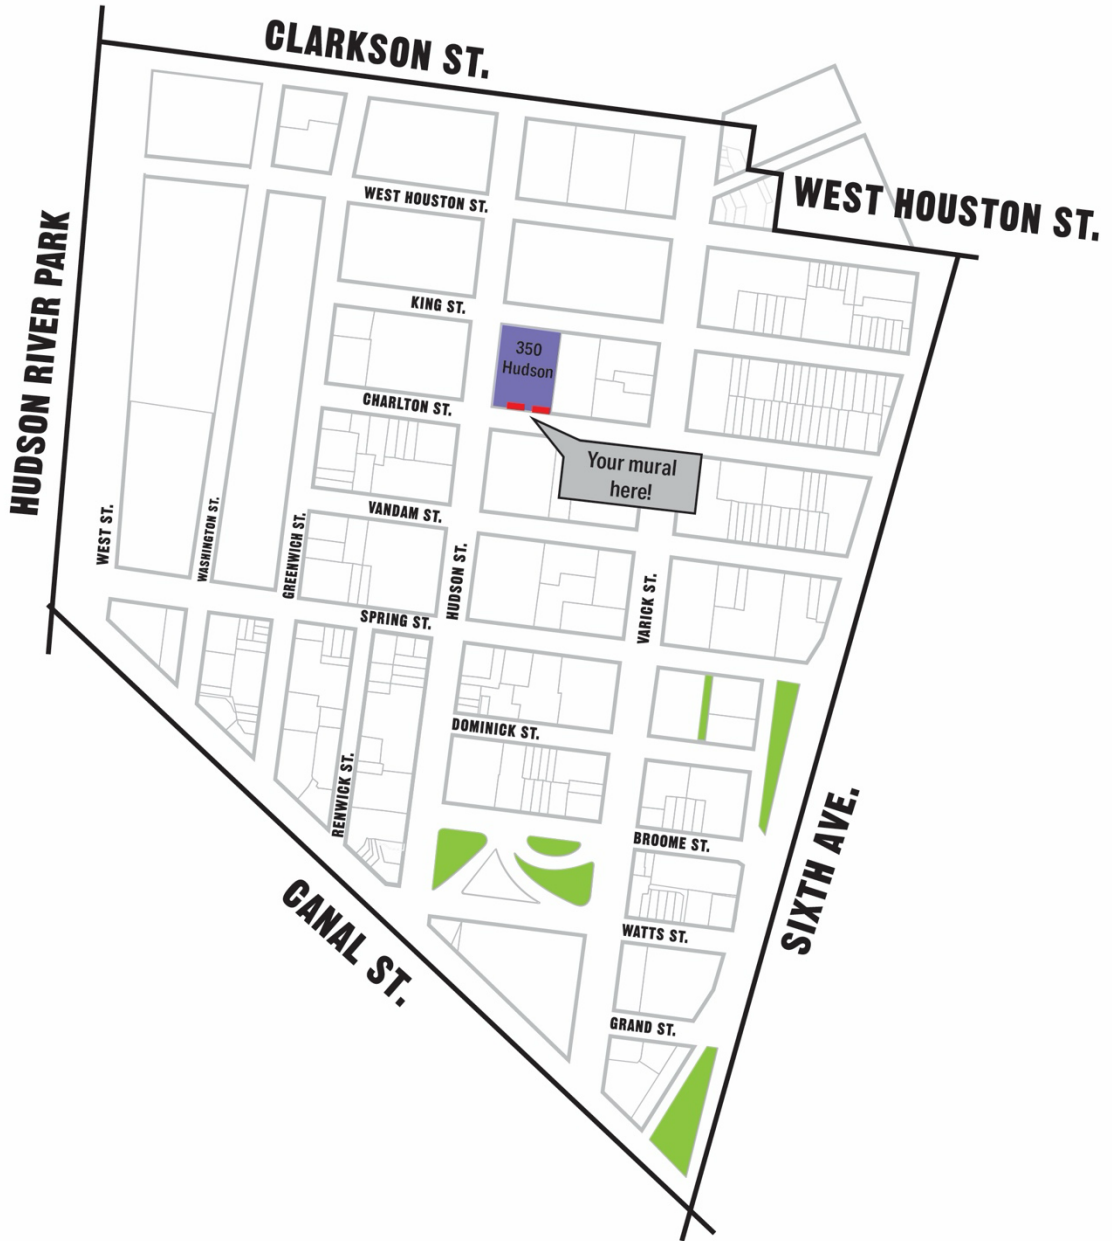 CLARKSON ST.
WEST HOUSTON ST.
WEST HOUSTON ST.
HUDSON RIVER PARK
KING ST.
350
Hudson
CHARLTON ST.
Your mural
here!
VANDAM ST.
WEST ST.
WASHINGTON ST.
GREENWICH ST.
HUDSON ST.
VARICK ST.
SPRING ST.
DOMINICK ST.
RENWICK ST.
BROOME ST.
SIXTH AVE.
CANAL ST.
WATTS ST.
GRAND ST.